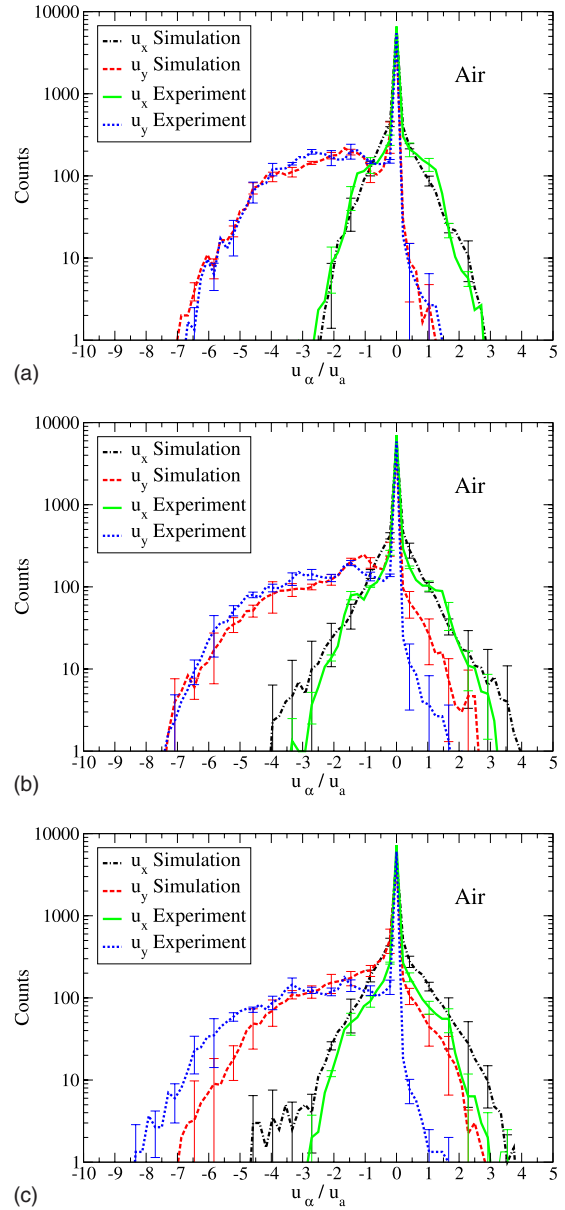 10000
u_x Simulation
u_y Simulation
u_x Experiment
u_y Experiment
Air
1000
Counts
100
10
1
-10 -9 -8 -7 -6 -5 -4 -3 -2 -1 0 1 2 3 4 5
(a)
u_α / u_a
10000
u_x Simulation
u_y Simulation
u_x Experiment
u_y Experiment
Air
1000
Counts
100
10
1
-10 -9 -8 -7 -6 -5 -4 -3 -2 -1 0 1 2 3 4 5
(b)
u_α / u_a
10000
u_x Simulation
u_y Simulation
u_x Experiment
u_y Experiment
Air
1000
Counts
100
10
1
-10 -9 -8 -7 -6 -5 -4 -3 -2 -1 0 1 2 3 4 5
(c)
u_α / u_a